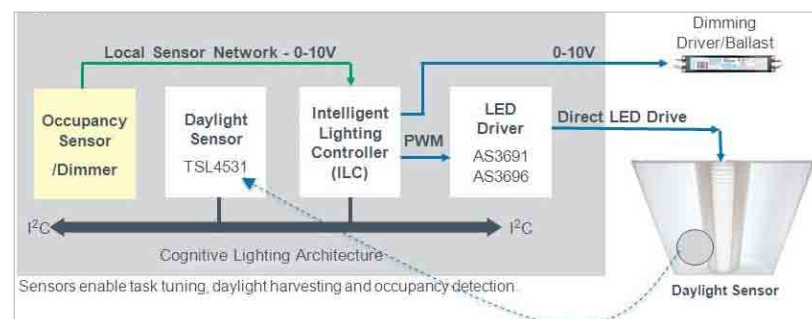 Dimming
Driver/Ballast
Local Sensor Network - 0-10V
0-10V
Occupancy
Sensor
/Dimmer
Daylight
Sensor
TSL4531
Intelligent
Lighting
Controller
(ILC)
PWM
LED
Driver
AS3691
AS3696
Direct LED Drive
I²C
I²C
Cognitive Lighting Architecture
Sensors enable task tuning, daylight harvesting and occupancy detection
Daylight Sensor